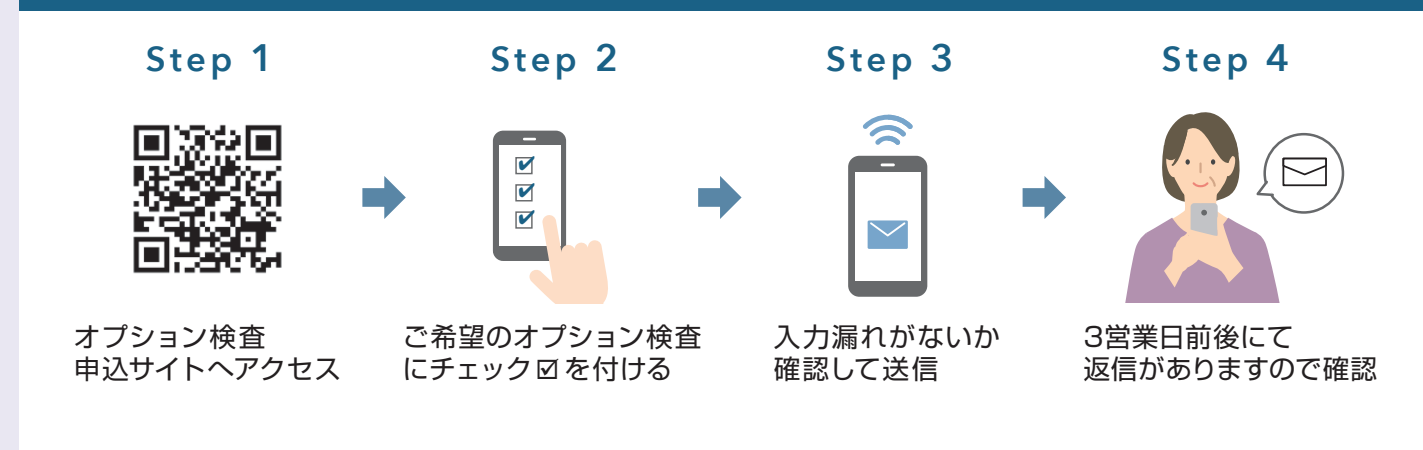 Step 1
オプション検査
申込サイトへアクセス
Step 2
ご希望のオプション検査
にチェック☑を付ける
Step 3
入力漏れがないか
確認して送信
Step 4
3営業日前後にて
返信がありますので確認